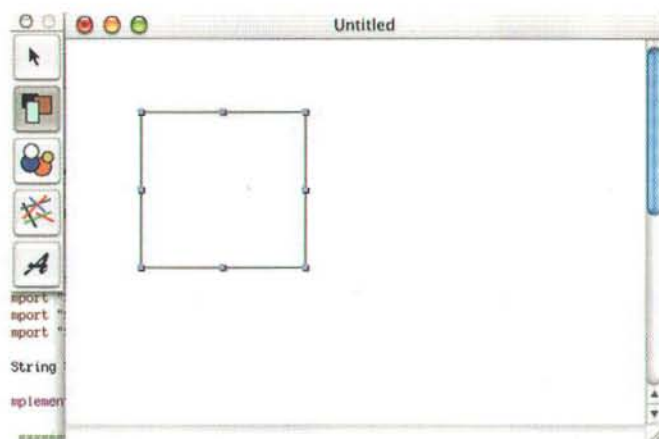 Untitled
A
mport "
mport "
mport "
String
mplemen